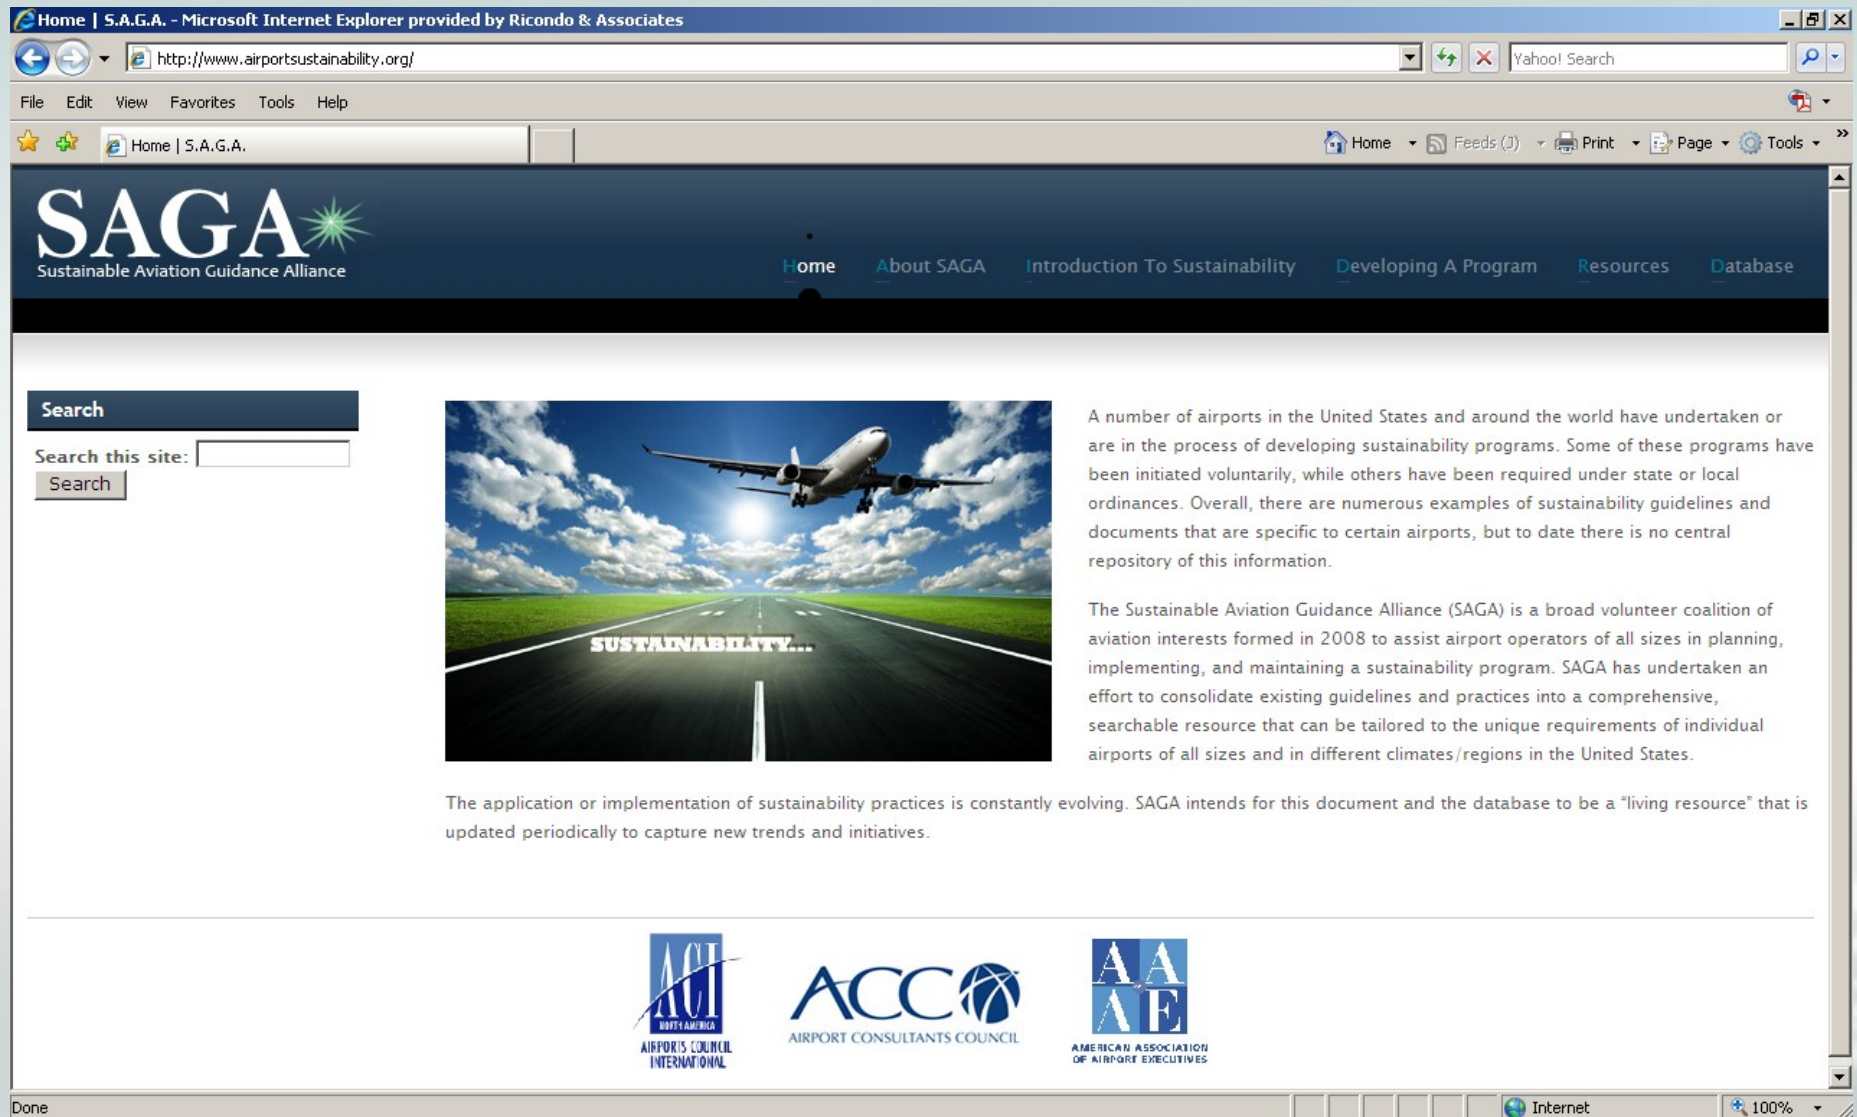 Home | S.A.G.A. - Microsoft Internet Explorer provided by Ricondo & Associates
http://www.airportsustainability.org/
Yahoo! Search
File Edit View Favorites Tools Help
Home | S.A.G.A.
Home Feeds (J) Print Page Tools »
SAGA
Sustainable Aviation Guidance Alliance
Home About SAGA Introduction To Sustainability Developing A Program Resources Database
Search
Search this site:
Search
SUSTAINABILITY...
A number of airports in the United States and around the world have undertaken or
are in the process of developing sustainability programs. Some of these programs have
been initiated voluntarily, while others have been required under state or local
ordinances. Overall, there are numerous examples of sustainability guidelines and
documents that are specific to certain airports, but to date there is no central
repository of this information.
The Sustainable Aviation Guidance Alliance (SAGA) is a broad volunteer coalition of
aviation interests formed in 2008 to assist airport operators of all sizes in planning,
implementing, and maintaining a sustainability program. SAGA has undertaken an
effort to consolidate existing guidelines and practices into a comprehensive,
searchable resource that can be tailored to the unique requirements of individual
airports of all sizes and in different climates/regions in the United States.
The application or implementation of sustainability practices is constantly evolving. SAGA intends for this document and the database to be a “living resource” that is
updated periodically to capture new trends and initiatives.
ACI
NORTH AMERICA
AIRPORTS COUNCIL
INTERNATIONAL
ACC
AIRPORT CONSULTANTS COUNCIL
AA
AE
AMERICAN ASSOCIATION
OF AIRPORT EXECUTIVES
Done
Internet
100%